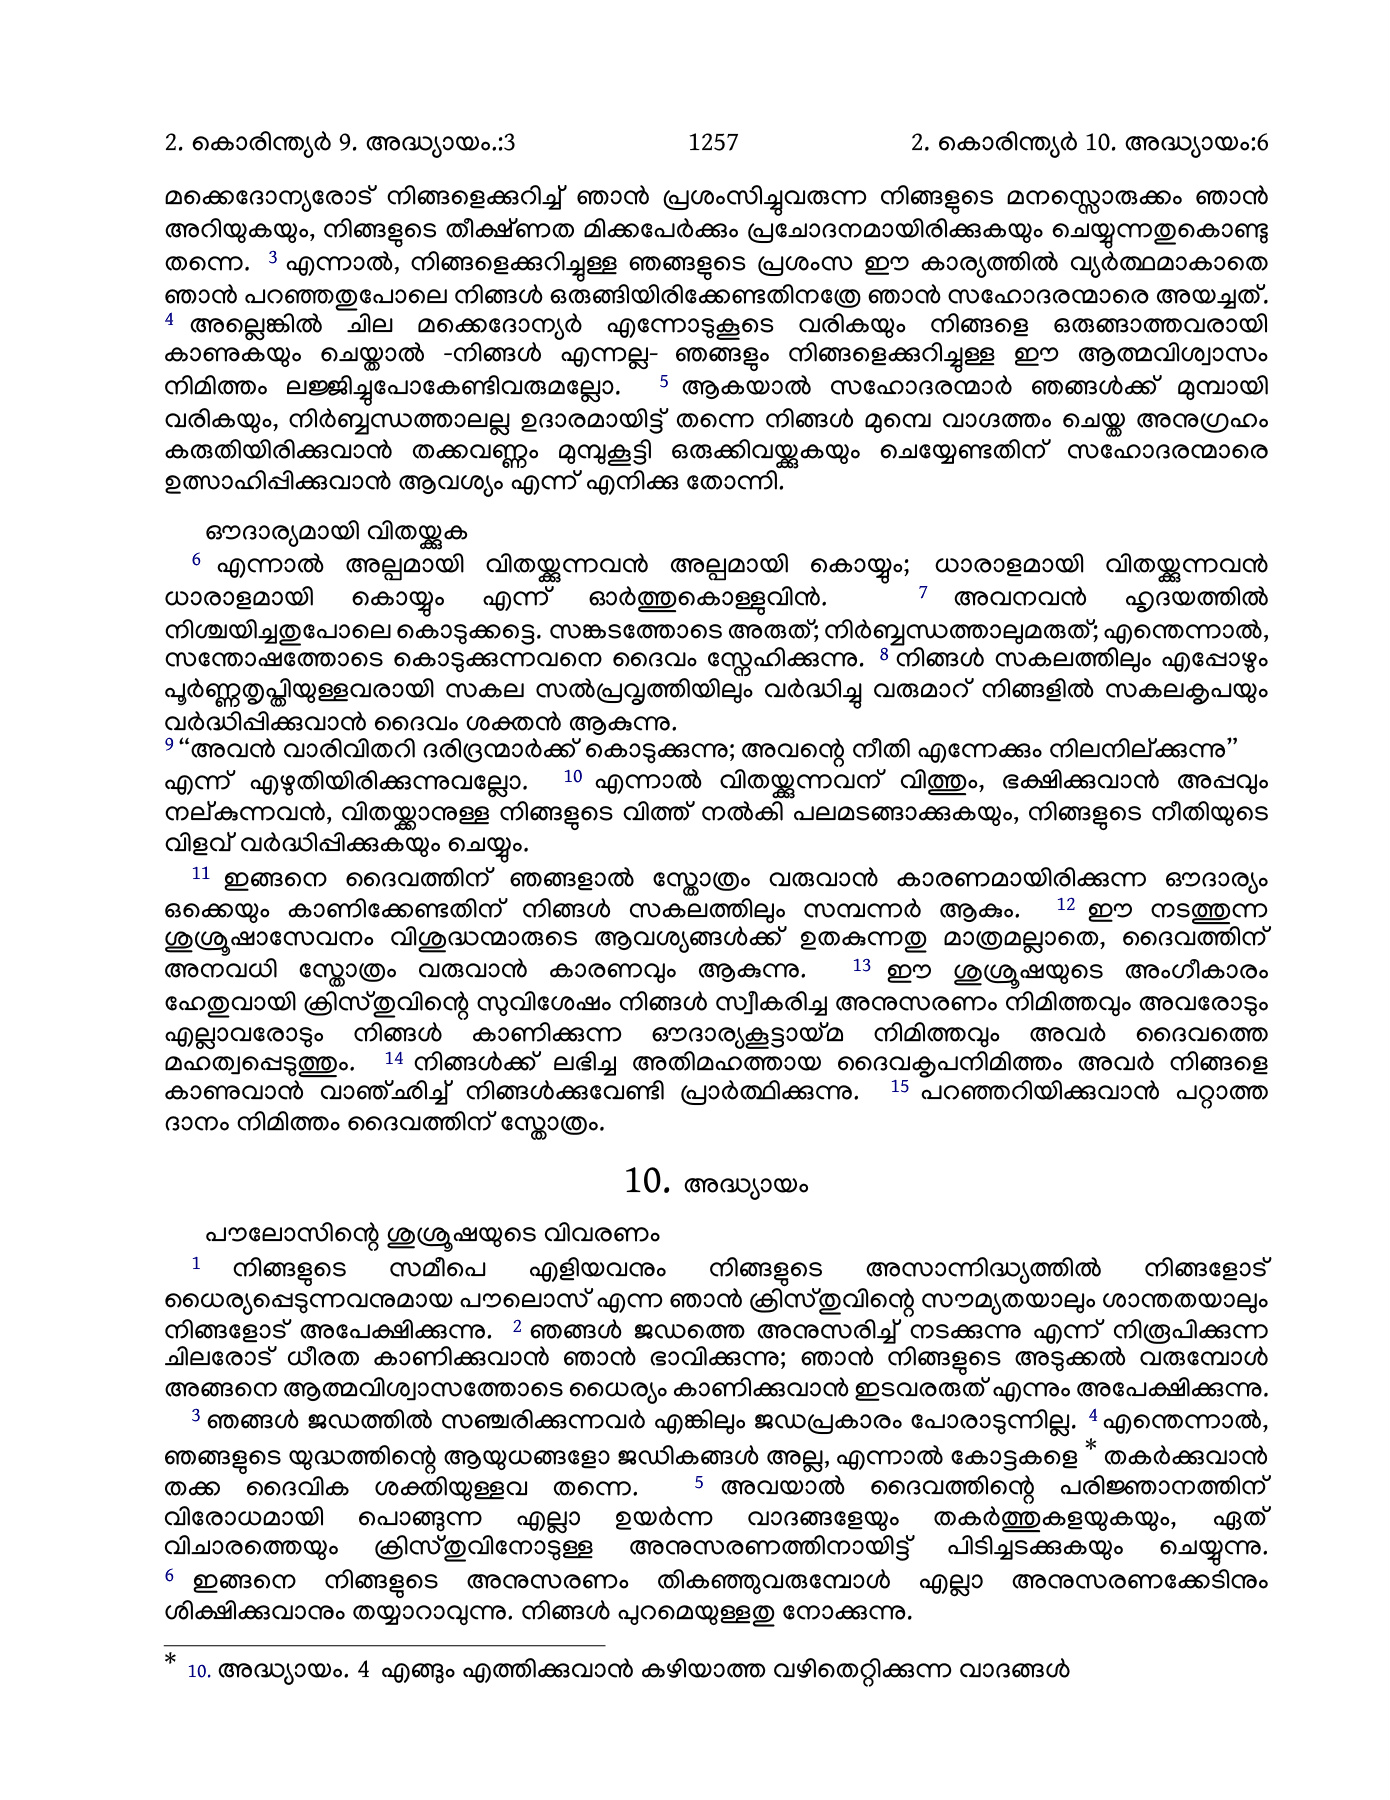 2. കൊരിന്ത്യർ 9. അദ്ധ്യായം.:3 1257 2. കൊരിന്ത്യർ 10. അദ്ധ്യായം:6
മക്കെദോന്യരോട് നിങ്ങളെക്കുറിച്ച് ഞാൻ പ്രശംസിച്ചുവരുന്ന നിങ്ങളുടെ മനസ്സൊരുക്കം ഞാൻ
അറിയുകയും, നിങ്ങളുടെ തീക്ഷ്ണത മിക്കപേർക്കും പ്രചോദനമായിരിക്കുകയും ചെയ്യുന്നതുകൊണ്ടു
തന്നെ. 3 എന്നാൽ, നിങ്ങളെക്കുറിച്ചുള്ള ഞങ്ങളുടെ പ്രശംസ ഈ കാര്യത്തിൽ വ്യർത്ഥമാകാതെ
ഞാൻ പറഞ്ഞതുപോലെ നിങ്ങൾ ഒരുങ്ങിയിരിക്കേണ്ടതിനത്രേ ഞാൻ സഹോദരന്മാരെ അയച്ചത്.
4 അല്ലെങ്കിൽ ചില മക്കെദോന്യർ എന്നോടുകൂടെ വരികയും നിങ്ങളെ ഒരുങ്ങാത്തവരായി
കാണുകയും ചെയ്താൽ -നിങ്ങൾ എന്നല്ല- ഞങ്ങളും നിങ്ങളെക്കുറിച്ചുള്ള ഈ ആത്മവിശ്വാസം
നിമിത്തം ലജ്ജിച്ചുപോകേണ്ടിവരുമല്ലോ. 5 ആകയാൽ സഹോദരന്മാർ ഞങ്ങൾക്ക് മുമ്പായി
വരികയും, നിർബ്ബന്ധത്താലല്ല ഉദാരമായിട്ട് തന്നെ നിങ്ങൾ മുമ്പെ വാഗ്ദത്തം ചെയ്ത അനുഗ്രഹം
കരുതിയിരിക്കുവാൻ തക്കവണ്ണം മുമ്പുകൂട്ടി ഒരുക്കിവയ്ക്കുകയും ചെയ്യേണ്ടതിന് സഹോദരന്മാരെ
ഉത്സാഹിപ്പിക്കുവാൻ ആവശ്യം എന്ന് എനിക്കു തോന്നി.
ഔദാര്യമായി വിതയ്ക്കുക
6 എന്നാൽ അല്പമായി വിതയ്ക്കുന്നവൻ അല്പമായി കൊയ്യും; ധാരാളമായി വിതയ്ക്കുന്നവൻ
ധാരാളമായി കൊയ്യും എന്ന് ഓർത്തുകൊള്ളുവിൻ. 7 അവനവൻ ഹൃദയത്തിൽ
നിശ്ചയിച്ചതുപോലെ കൊടുക്കട്ടെ. സങ്കടത്തോടെ അരുത്; നിർബ്ബന്ധത്താലുമരുത്; എന്തെന്നാൽ,
സന്തോഷത്തോടെ കൊടുക്കുന്നവനെ ദൈവം സ്നേഹിക്കുന്നു. 8 നിങ്ങൾ സകലത്തിലും എപ്പോഴും
പൂർണ്ണതൃപ്തിയുള്ളവരായി സകല സൽപ്രവൃത്തിയിലും വർദ്ധിച്ചു വരുമാറ് നിങ്ങളിൽ സകലകൃപയും
വർദ്ധിപ്പിക്കുവാൻ ദൈവം ശക്തൻ ആകുന്നു.
9 “അവൻ വാരിവിതറി ദരിദ്രന്മാർക്ക് കൊടുക്കുന്നു; അവന്റെ നീതി എന്നേക്കും നിലനില്ക്കുന്നു”
എന്ന് എഴുതിയിരിക്കുന്നുവല്ലോ. 10 എന്നാൽ വിതയ്ക്കുന്നവന് വിത്തും, ഭക്ഷിക്കുവാൻ അപ്പവും
നല്കുന്നവൻ, വിതയ്ക്കാനുള്ള നിങ്ങളുടെ വിത്ത് നൽകി പലമടങ്ങാക്കുകയും, നിങ്ങളുടെ നീതിയുടെ
വിളവ് വർദ്ധിപ്പിക്കുകയും ചെയ്യും.
11 ഇങ്ങനെ ദൈവത്തിന് ഞങ്ങളാൽ സ്തോത്രം വരുവാൻ കാരണമായിരിക്കുന്ന ഔദാര്യം
ഒക്കെയും കാണിക്കേണ്ടതിന് നിങ്ങൾ സകലത്തിലും സമ്പന്നർ ആകും. 12 ഈ നടത്തുന്ന
ശുശ്രൂഷാസേവനം വിശുദ്ധന്മാരുടെ ആവശ്യങ്ങൾക്ക് ഉതകുന്നതു മാത്രമല്ലാതെ, ദൈവത്തിന്
അനവധി സ്തോത്രം വരുവാൻ കാരണവും ആകുന്നു. 13 ഈ ശുശ്രൂഷയുടെ അംഗീകാരം
ഹേതുവായി ക്രിസ്തുവിന്റെ സുവിശേഷം നിങ്ങൾ സ്വീകരിച്ച അനുസരണം നിമിത്തവും അവരോടും
എല്ലാവരോടും നിങ്ങൾ കാണിക്കുന്ന ഔദാര്യകൂട്ടായ്മ നിമിത്തവും അവർ ദൈവത്തെ
മഹത്വപ്പെടുത്തും. 14 നിങ്ങൾക്ക് ലഭിച്ച അതിമഹത്തായ ദൈവകൃപനിമിത്തം അവർ നിങ്ങളെ
കാണുവാൻ വാഞ്ഛിച്ച് നിങ്ങൾക്കുവേണ്ടി പ്രാർത്ഥിക്കുന്നു. 15 പറഞ്ഞറിയിക്കുവാൻ പറ്റാത്ത
ദാനം നിമിത്തം ദൈവത്തിന് സ്തോത്രം.
10. അദ്ധ്യായം
പൗലോസിന്റെ ശുശ്രൂഷയുടെ വിവരണം
1 നിങ്ങളുടെ സമീപെ എളിയവനും നിങ്ങളുടെ അസാന്നിദ്ധ്യത്തിൽ നിങ്ങളോട്
ധൈര്യപ്പെടുന്നവനുമായ പൗലൊസ് എന്ന ഞാൻ ക്രിസ്തുവിന്റെ സൗമ്യതയാലും ശാന്തതയാലും
നിങ്ങളോട് അപേക്ഷിക്കുന്നു. 2 ഞങ്ങൾ ജഡത്തെ അനുസരിച്ച് നടക്കുന്നു എന്ന് നിരൂപിക്കുന്ന
ചിലരോട് ധീരത കാണിക്കുവാൻ ഞാൻ ഭാവിക്കുന്നു; ഞാൻ നിങ്ങളുടെ അടുക്കൽ വരുമ്പോൾ
അങ്ങനെ ആത്മവിശ്വാസത്തോടെ ധൈര്യം കാണിക്കുവാൻ ഇടവരരുത് എന്നും അപേക്ഷിക്കുന്നു.
3 ഞങ്ങൾ ജഡത്തിൽ സഞ്ചരിക്കുന്നവർ എങ്കിലും ജഡപ്രകാരം പോരാടുന്നില്ല. 4 എന്തെന്നാൽ,
ഞങ്ങളുടെ യുദ്ധത്തിന്റെ ആയുധങ്ങളോ ജഡികങ്ങൾ അല്ല, എന്നാൽ കോട്ടകളെ * തകർക്കുവാൻ
തക്ക ദൈവിക ശക്തിയുള്ളവ തന്നെ. 5 അവയാൽ ദൈവത്തിന്റെ പരിജ്ഞാനത്തിന്
വിരോധമായി പൊങ്ങുന്ന എല്ലാ ഉയർന്ന വാദങ്ങളേയും തകർത്തുകളയുകയും, ഏത്
വിചാരത്തെയും ക്രിസ്തുവിനോടുള്ള അനുസരണത്തിനായിട്ട് പിടിച്ചടക്കുകയും ചെയ്യുന്നു.
6 ഇങ്ങനെ നിങ്ങളുടെ അനുസരണം തികഞ്ഞുവരുമ്പോൾ എല്ലാ അനുസരണക്കേടിനും
ശിക്ഷിക്കുവാനും തയ്യാറാവുന്നു. നിങ്ങൾ പുറമെയുള്ളതു നോക്കുന്നു.
* 10. അദ്ധ്യായം. 4 എങ്ങും എത്തിക്കുവാൻ കഴിയാത്ത വഴിതെറ്റിക്കുന്ന വാദങ്ങൾ